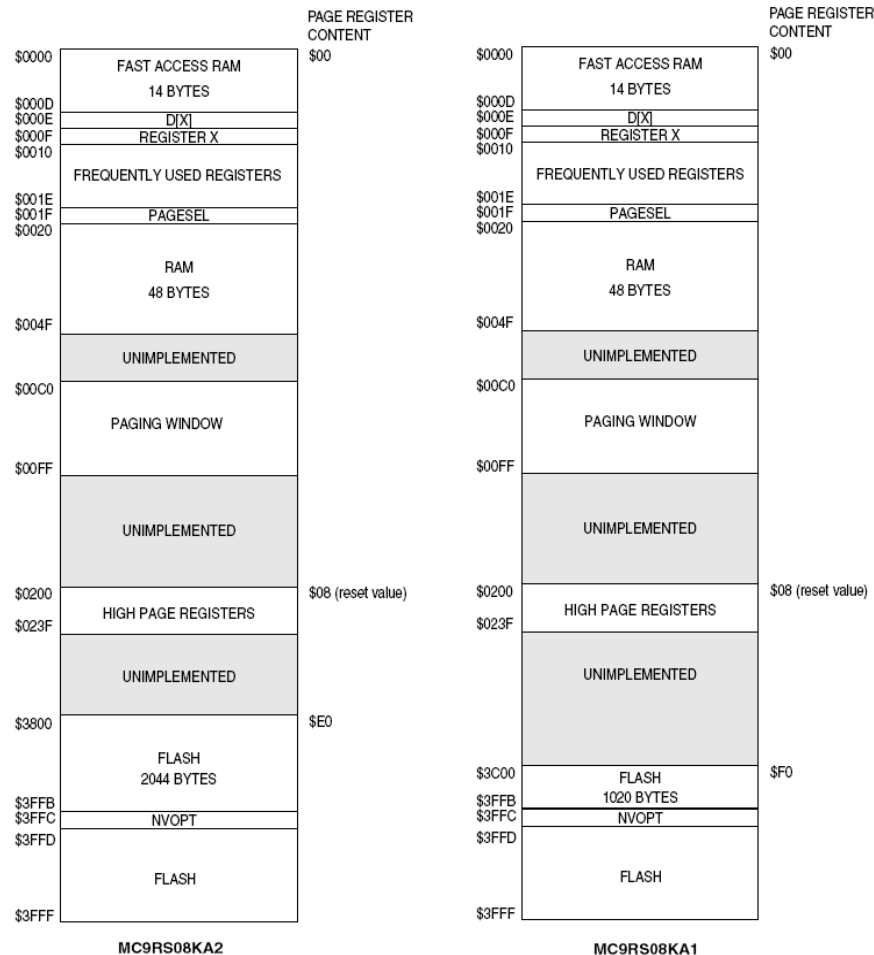 PAGE REGISTER
CONTENT
$0000
FAST ACCESS RAM
$00
14 BYTES
$000D
$000E
D[X]
$000F
REGISTER X
$0010
FREQUENTLY USED REGISTERS
$001E
$001F
PAGESEL
$0020
RAM
48 BYTES
$004F
UNIMPLEMENTED
$00C0
PAGING WINDOW
$00FF
UNIMPLEMENTED
$0200
$08 (reset value)
HIGH PAGE REGISTERS
$023F
UNIMPLEMENTED
$3800
$E0
FLASH
2044 BYTES
$3FFB
$3FFC
NVOPT
$3FFD
FLASH
$3FFF
MC9RS08KA2
PAGE REGISTER
CONTENT
$0000
FAST ACCESS RAM
$00
14 BYTES
$000D
$000E
D[X]
$000F
REGISTER X
$0010
FREQUENTLY USED REGISTERS
$001E
$001F
PAGESEL
$0020
RAM
48 BYTES
$004F
UNIMPLEMENTED
$00C0
PAGING WINDOW
$00FF
UNIMPLEMENTED
$0200
$08 (reset value)
HIGH PAGE REGISTERS
$023F
UNIMPLEMENTED
$3C00
$F0
FLASH
1020 BYTES
$3FFB
$3FFC
NVOPT
$3FFD
FLASH
$3FFF
MC9RS08KA1